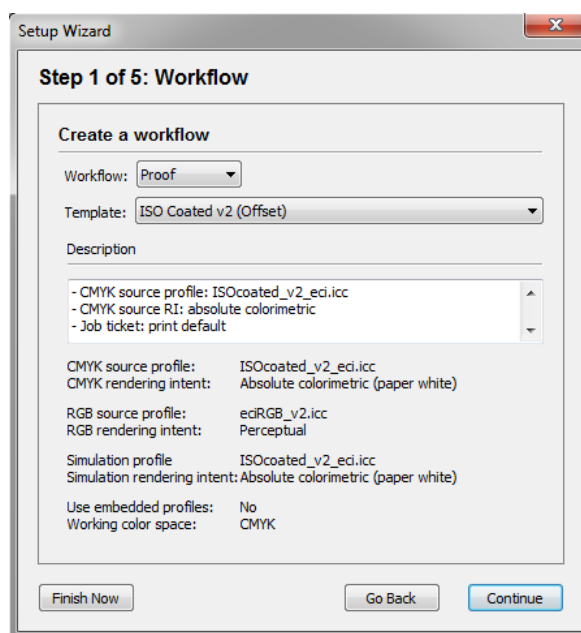 Setup Wizard
Step 1 of 5: Workflow
Create a workflow
Workflow: Proof
Template: ISO Coated v2 (Offset)
Description
- CMYK source profile: ISOcoated_v2_eci.icc
- CMYK source RI: absolute colorimetric
- Job ticket: print default
CMYK source profile: ISOcoated_v2_eci.icc
CMYK rendering intent: Absolute colorimetric (paper white)
RGB source profile: eciRGB_v2.icc
RGB rendering intent: Perceptual
Simulation profile ISOcoated_v2_eci.icc
Simulation rendering intent: Absolute colorimetric (paper white)
Use embedded profiles: No
Working color space: CMYK
Finish Now Go Back Continue